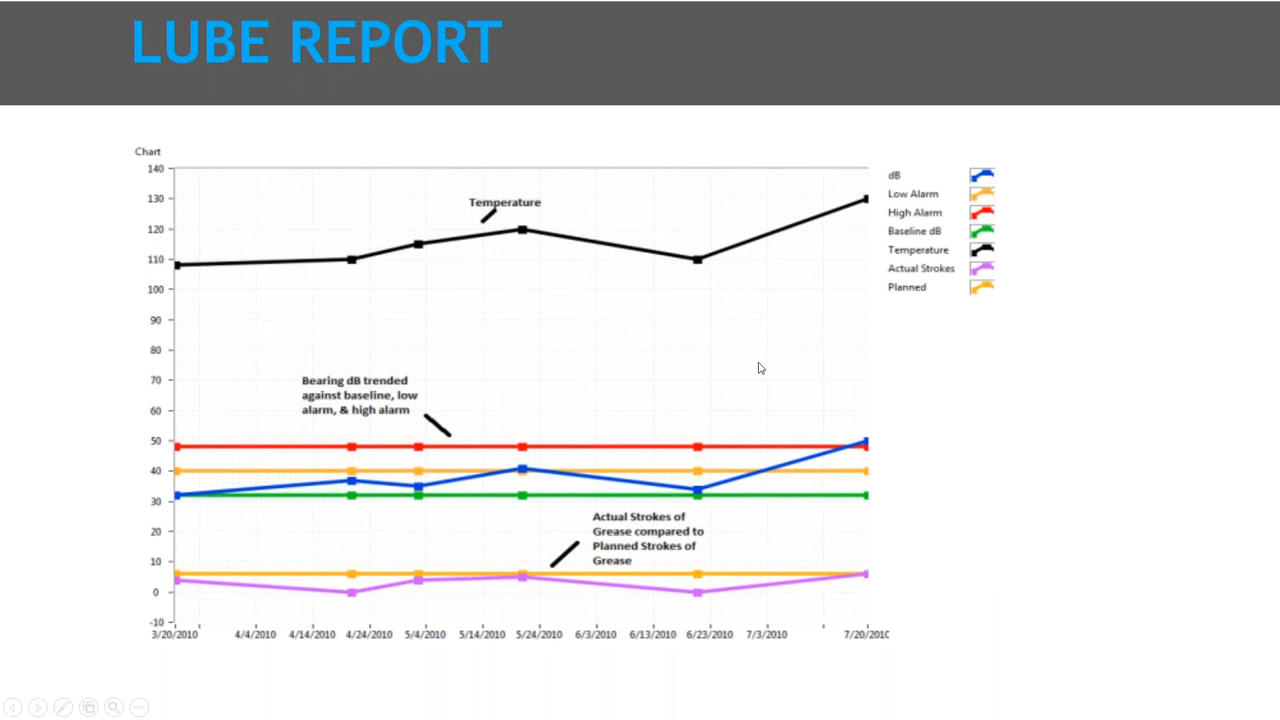 LUBE REPORT
Chart
140
130
120
110
100
90
80
70
60
50
40
30
20
10
0
-10
3/20/2010 4/4/2010 4/14/2010 4/24/2010 5/4/2010 5/14/2010 5/24/2010 6/3/2010 6/13/2010 6/23/2010 7/3/2010 7/20/2010
Temperature
Bearing dB trended
against baseline, low
alarm, & high alarm
Actual Strokes of
Grease compared to
Planned Strokes of
Grease
dB
Low Alarm
High Alarm
Baseline dB
Temperature
Actual Strokes
Planned